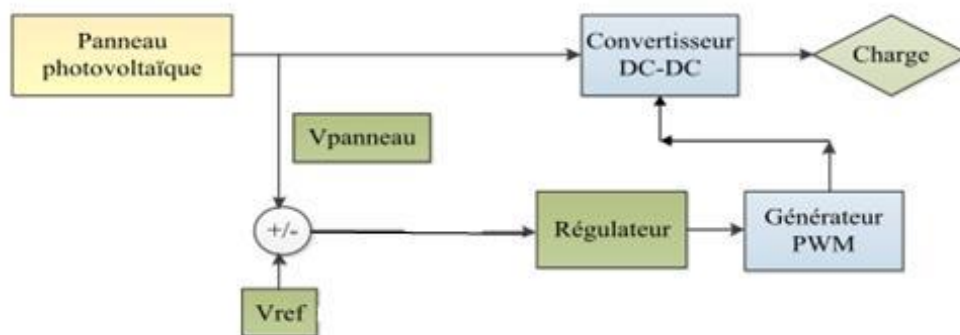 Panneau
photovoltaïque
Convertisseur
DC-DC
Charge
Vpanneau
+/-
Régulateur
Générateur
PWM
Vref